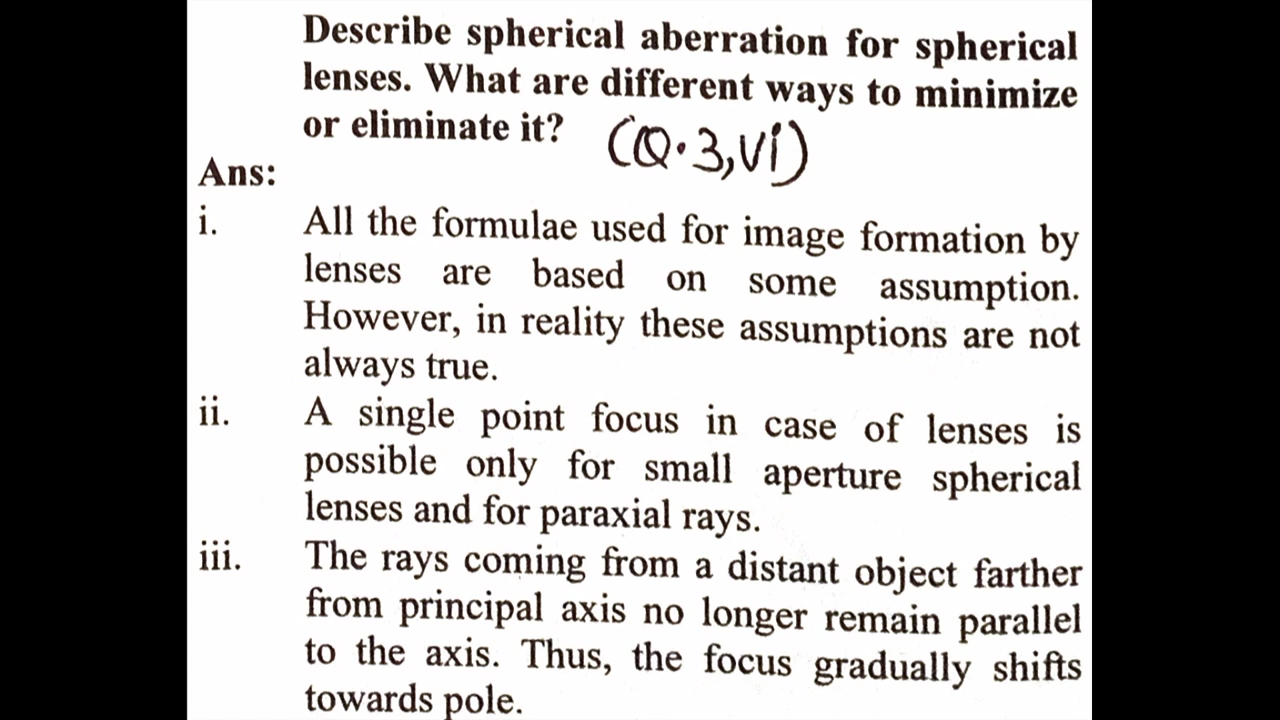 Describe spherical aberration for spherical
lenses. What are different ways to minimize
or eliminate it? (Q.3,vi)
Ans:
i. All the formulae used for image formation by
lenses are based on some assumption.
However, in reality these assumptions are not
always true.
ii. A single point focus in case of lenses is
possible only for small aperture spherical
lenses and for paraxial rays.
iii. The rays coming from a distant object farther
from principal axis no longer remain parallel
to the axis. Thus, the focus gradually shifts
towards pole.